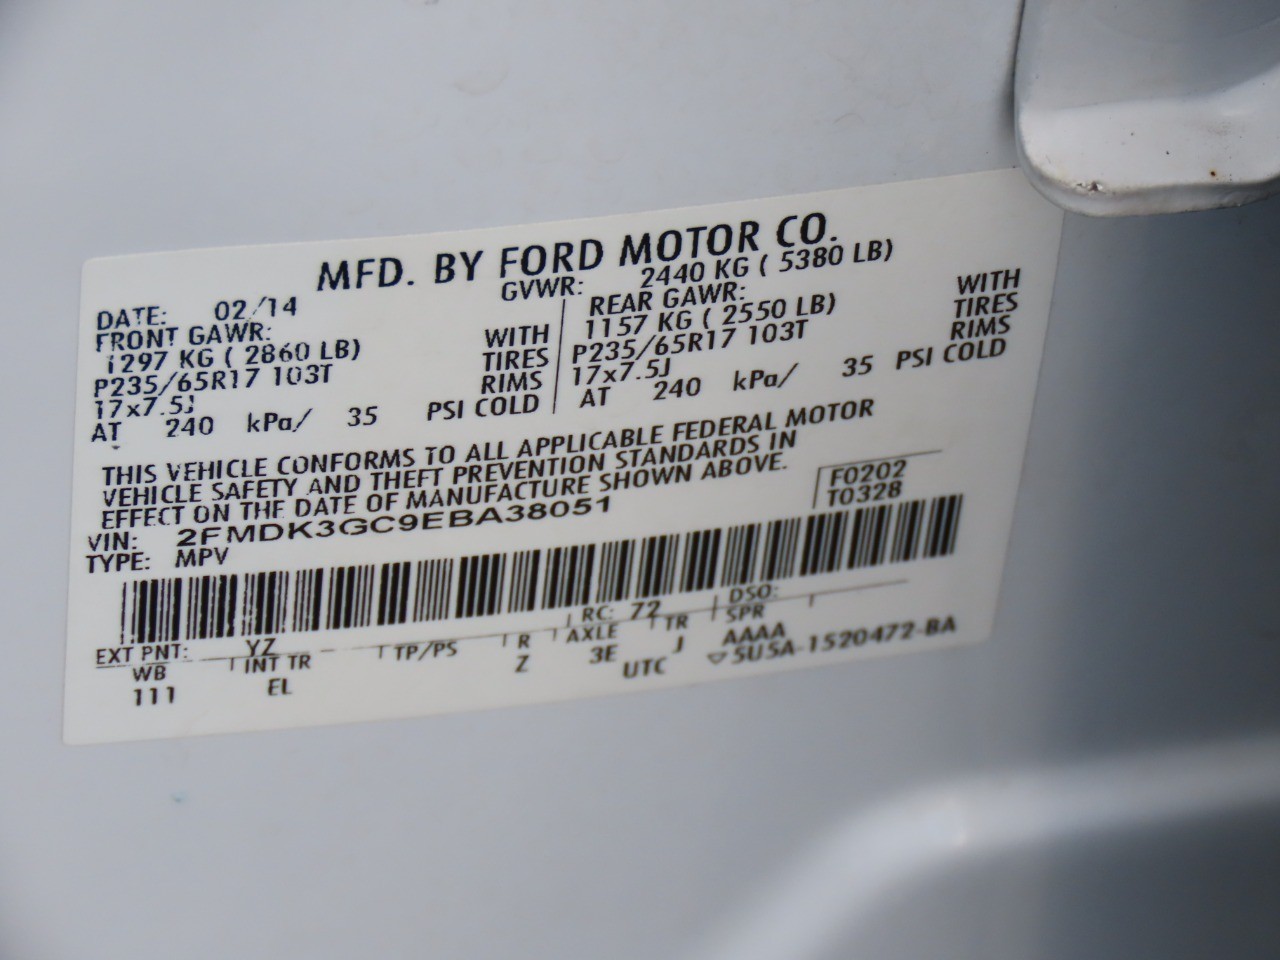 MFD. BY FORD MOTOR CO.
DATE: 02/14 GVWR: 2440 KG ( 5380 LB)
FRONT GAWR: REAR GAWR:
1297 KG ( 2860 LB) WITH 1157 KG ( 2550 LB) WITH
P235/65R17 103T TIRES P235/65R17 103T TIRES
17x7.5J RIMS 17x7.5J RIMS
AT 240 kPa/ 35 PSI COLD AT 240 kPa/ 35 PSI COLD
THIS VEHICLE CONFORMS TO ALL APPLICABLE FEDERAL MOTOR
VEHICLE SAFETY AND THEFT PREVENTION STANDARDS IN
EFFECT ON THE DATE OF MANUFACTURE SHOWN ABOVE.
F0202
VIN: 2FMDK3GC9EBA38051 T0328
TYPE: MPV
EXT PNT: YZ RC: 72 DSO:
WB INT TR TP/PS R AXLE TR SPR
111 EL Z 3E J AAAA
UTC ▽5U5A-1520472-BA